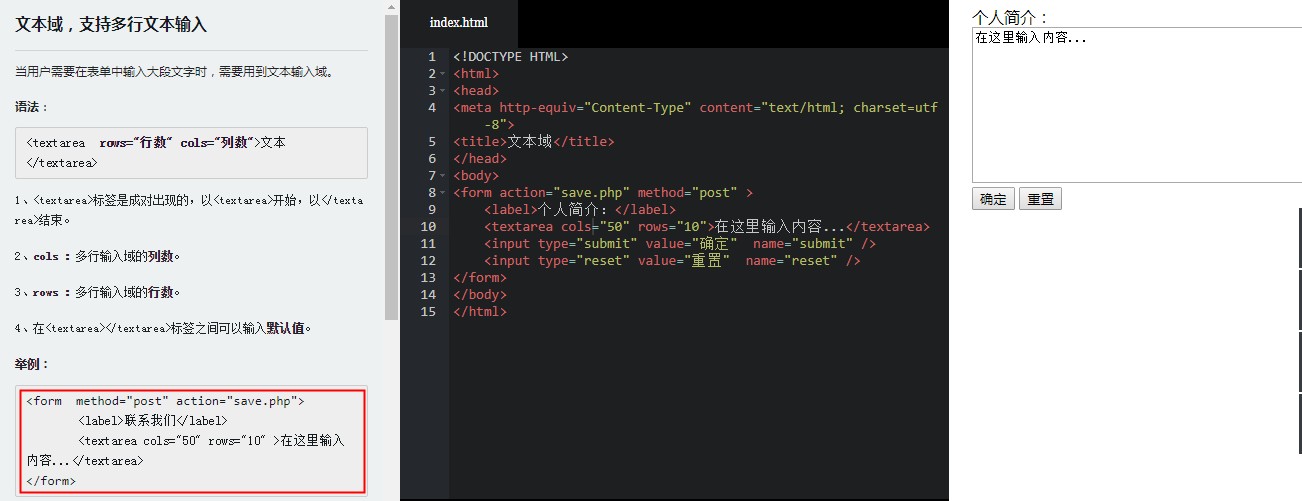 文本域，支持多行文本输入
当用户需要在表单中输入大段文字时，需要用到文本输入域。
语法：
<textarea  rows="行数" cols="列数">文本
</textarea>
1、<textarea>标签是成对出现的，以<textarea>开始，以</texta
rea>结束。
2、cols ：多行输入域的列数。
3、rows ：多行输入域的行数。
4、在<textarea></textarea>标签之间可以输入默认值。
举例：
<form  method="post" action="save.php">
<label>联系我们</label>
<textarea cols="50" rows="10" >在这里输入
内容...</textarea>
</form>
index.html
1 <!DOCTYPE HTML>
2 <html>
3 <head>
4 <meta http-equiv="Content-Type" content="text/html; charset=utf
-8">
5 <title>文本域</title>
6 </head>
7 <body>
8 <form action="save.php" method="post" >
9 <label>个人简介：</label>
10 <textarea cols="50" rows="10">在这里输入内容...</textarea>
11 <input type="submit" value="确定"  name="submit" />
12 <input type="reset" value="重置"  name="reset" />
13 </form>
14 </body>
15 </html>
个人简介：
在这里输入内容...
确定 重置